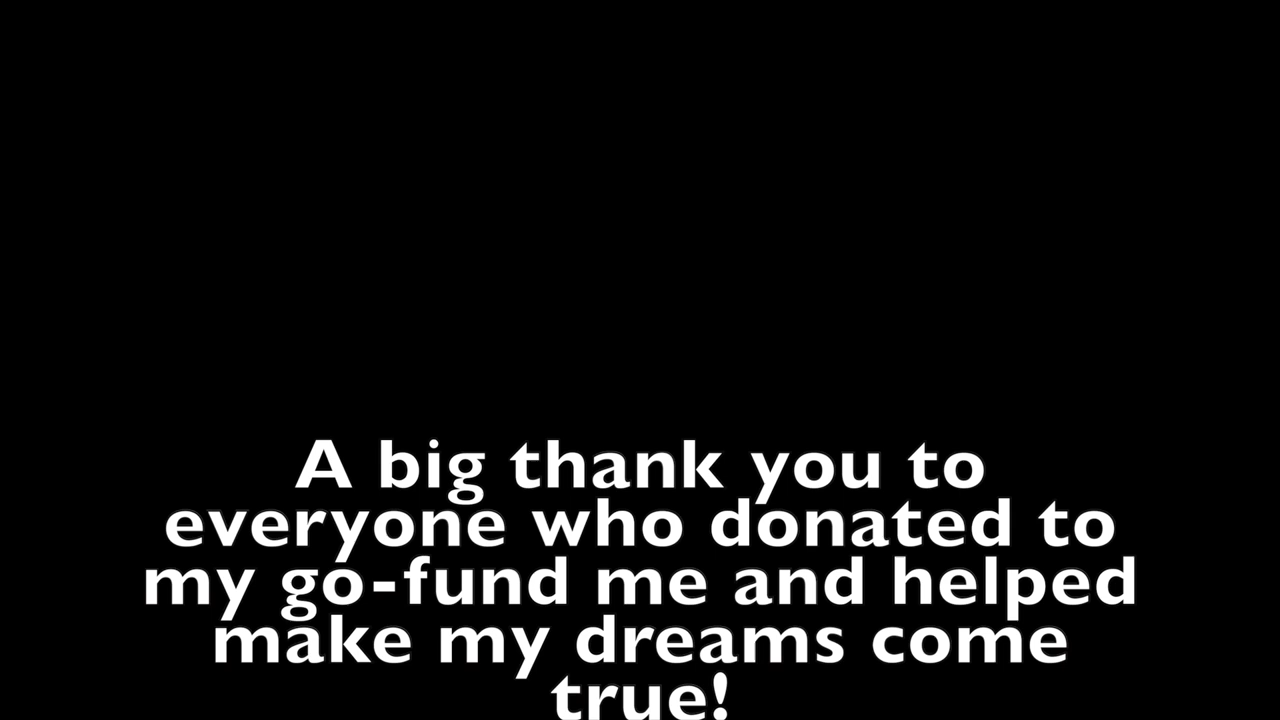 A big thank you to
everyone who donated to
my go-fund me and helped
make my dreams come
true!